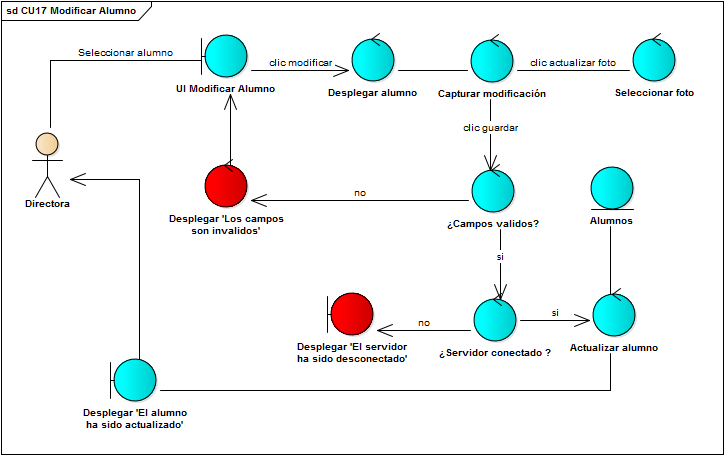 sd CU17 Modificar Alumno
Seleccionar alumno
UI Modificar Alumno
clic modificar
Desplegar alumno
Capturar modificación
clic actualizar foto
Seleccionar foto
clic guardar
Directora
Desplegar 'Los campos
son invalidos'
no
¿Campos validos?
Alumnos
si
Desplegar 'El servidor
ha sido desconectado'
no
¿Servidor conectado ?
si
Actualizar alumno
Desplegar 'El alumno
ha sido actualizado'